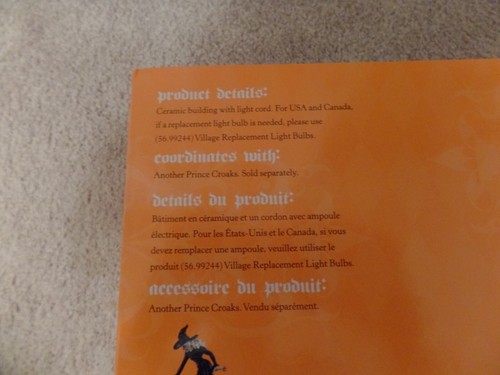 product details:
Ceramic building with light cord. For USA and Canada,
if a replacement light bulb is needed, please use
(56.99244) Village Replacement Light Bulbs.
coordinates with:
Another Prince Croaks. Sold separately.
details du produit:
Bâtiment en céramique et un cordon avec ampoule
électrique. Pour les États-Unis et le Canada, si vous
devez remplacer une ampoule, veuillez utiliser le
produit (56.99244) Village Replacement Light Bulbs.
accessoire du produit:
Another Prince Croaks. Vendu séparément.